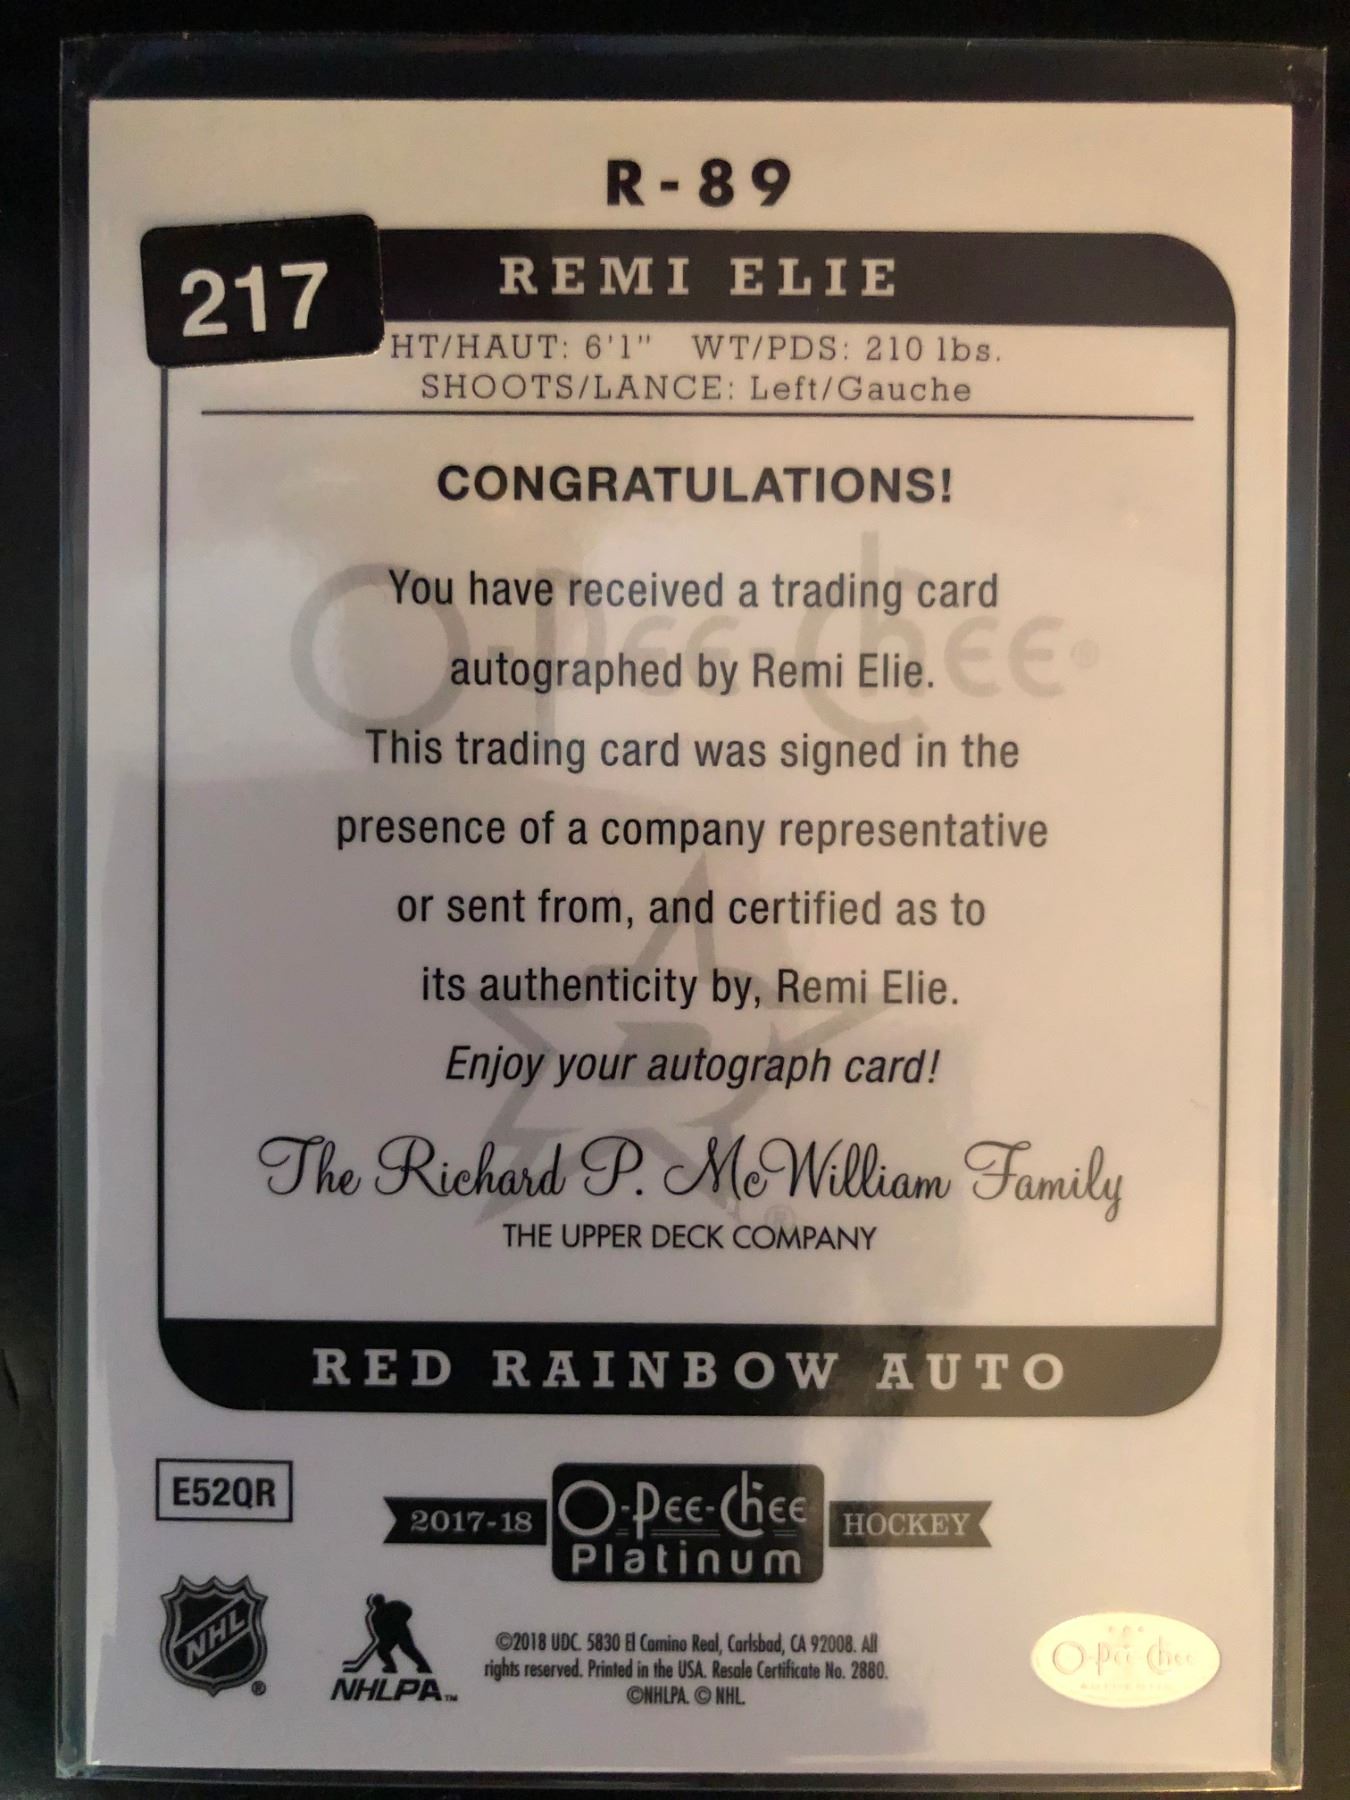 R-89
217
REMI ELIE
HT/HAUT: 6'1" WT/PDS: 210 lbs.
SHOOTS/LANCE: Left/Gauche
CONGRATULATIONS!
O-Pee-Chee®
You have received a trading card
autographed by Remi Elie.
This trading card was signed in the
presence of a company representative
or sent from, and certified as to
its authenticity by, Remi Elie.
Enjoy your autograph card!
The Richard P. McWilliam Family
THE UPPER DECK COMPANY
RED RAINBOW AUTO
E52QR
2017-18 O-Pee-Chee HOCKEY
Platinum
NHL®
NHLPA™
©2018 UDC. 5830 El Camino Real, Carlsbad, CA 92008. All
rights reserved. Printed in the USA. Resale Certificate No. 2880.
©NHLPA. © NHL.
O-Pee-Chee
AUTHENTIC